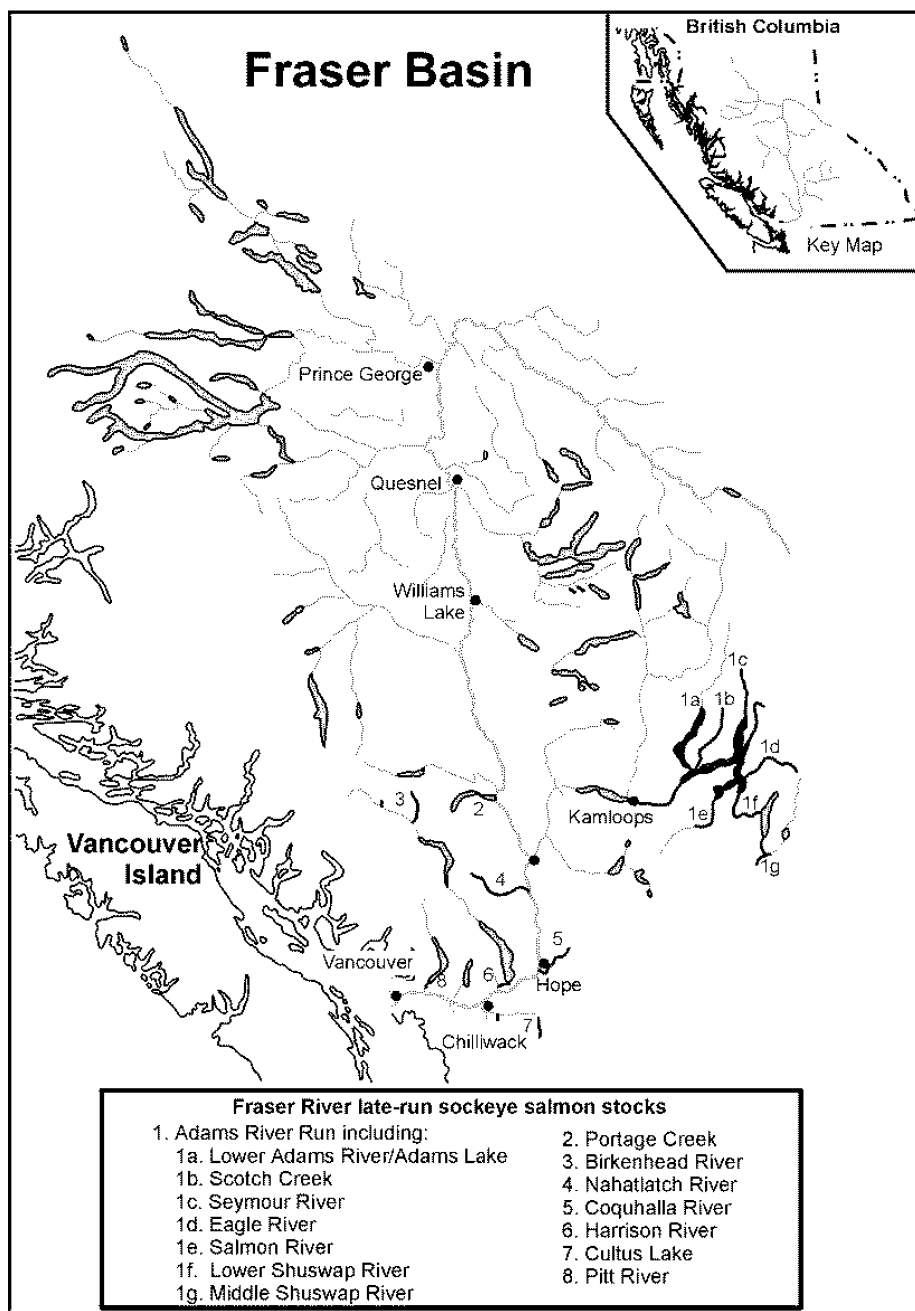 Fraser Basin
British Columbia
Key Map
Prince George
Quesnel
Williams
Lake
1c
1a
1b
1d
3
2
Kamloops
1e
1f
Vancouver
Island
1g
4
5
Vancouver
8
6
Hope
7
Chilliwack
Fraser River late-run sockeye salmon stocks
1. Adams River Run including:
1a. Lower Adams River/Adams Lake
1b. Scotch Creek
1c. Seymour River
1d. Eagle River
1e. Salmon River
1f. Lower Shuswap River
1g. Middle Shuswap River
2. Portage Creek
3. Birkenhead River
4. Nahatlatch River
5. Coquhalla River
6. Harrison River
7. Cultus Lake
8. Pitt River